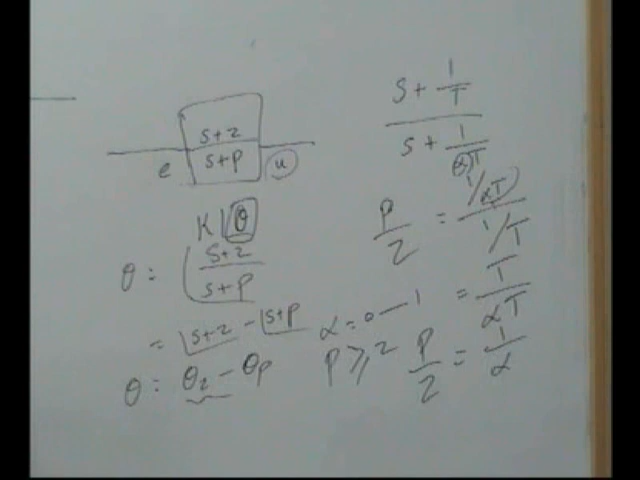 e s+z / s+p u
K |θ
θ = ∠ s+z / s+p
= ∠s+z - ∠s+p
θ = θz - θp
s + 1/T / s + 1/αT
p/z = 1/αT / 1/T
= T / αT
α = 0 — 1
p ⩾ z
p/z = 1/α